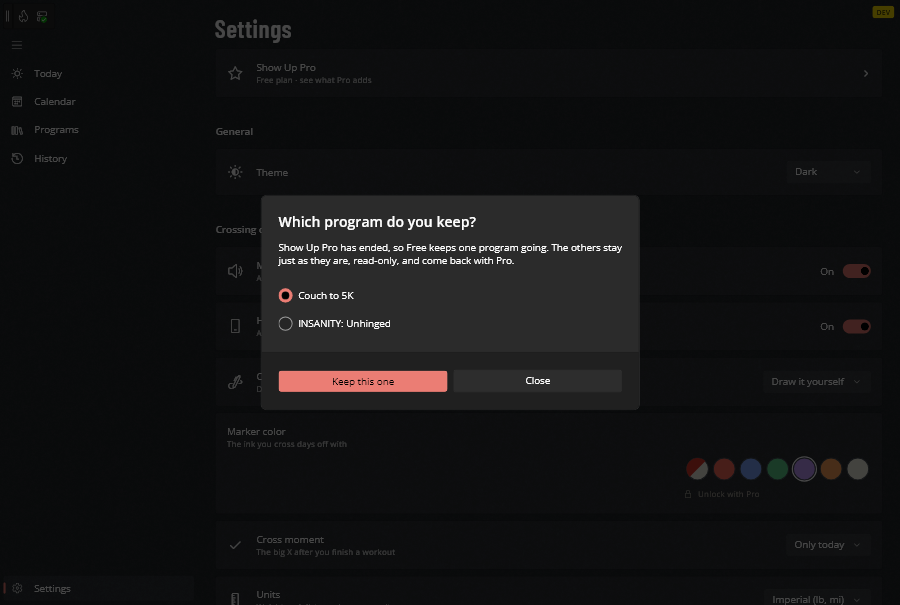 DEV
Settings
Today
Calendar
Programs
History
Show Up Pro
Free plan - see what Pro adds
General
Theme
Dark
Which program do you keep?
Show Up Pro has ended, so Free keeps one program going. The others stay
just as they are, read-only, and come back with Pro.
Couch to 5K
INSANITY: Unhinged
Keep this one
Close
Crossing
On
On
Draw it yourself
Marker color
The ink you cross days off with
Unlock with Pro
Cross moment
The big X after you finish a workout
Only today
Settings
Units
Imperial (lb, mi)